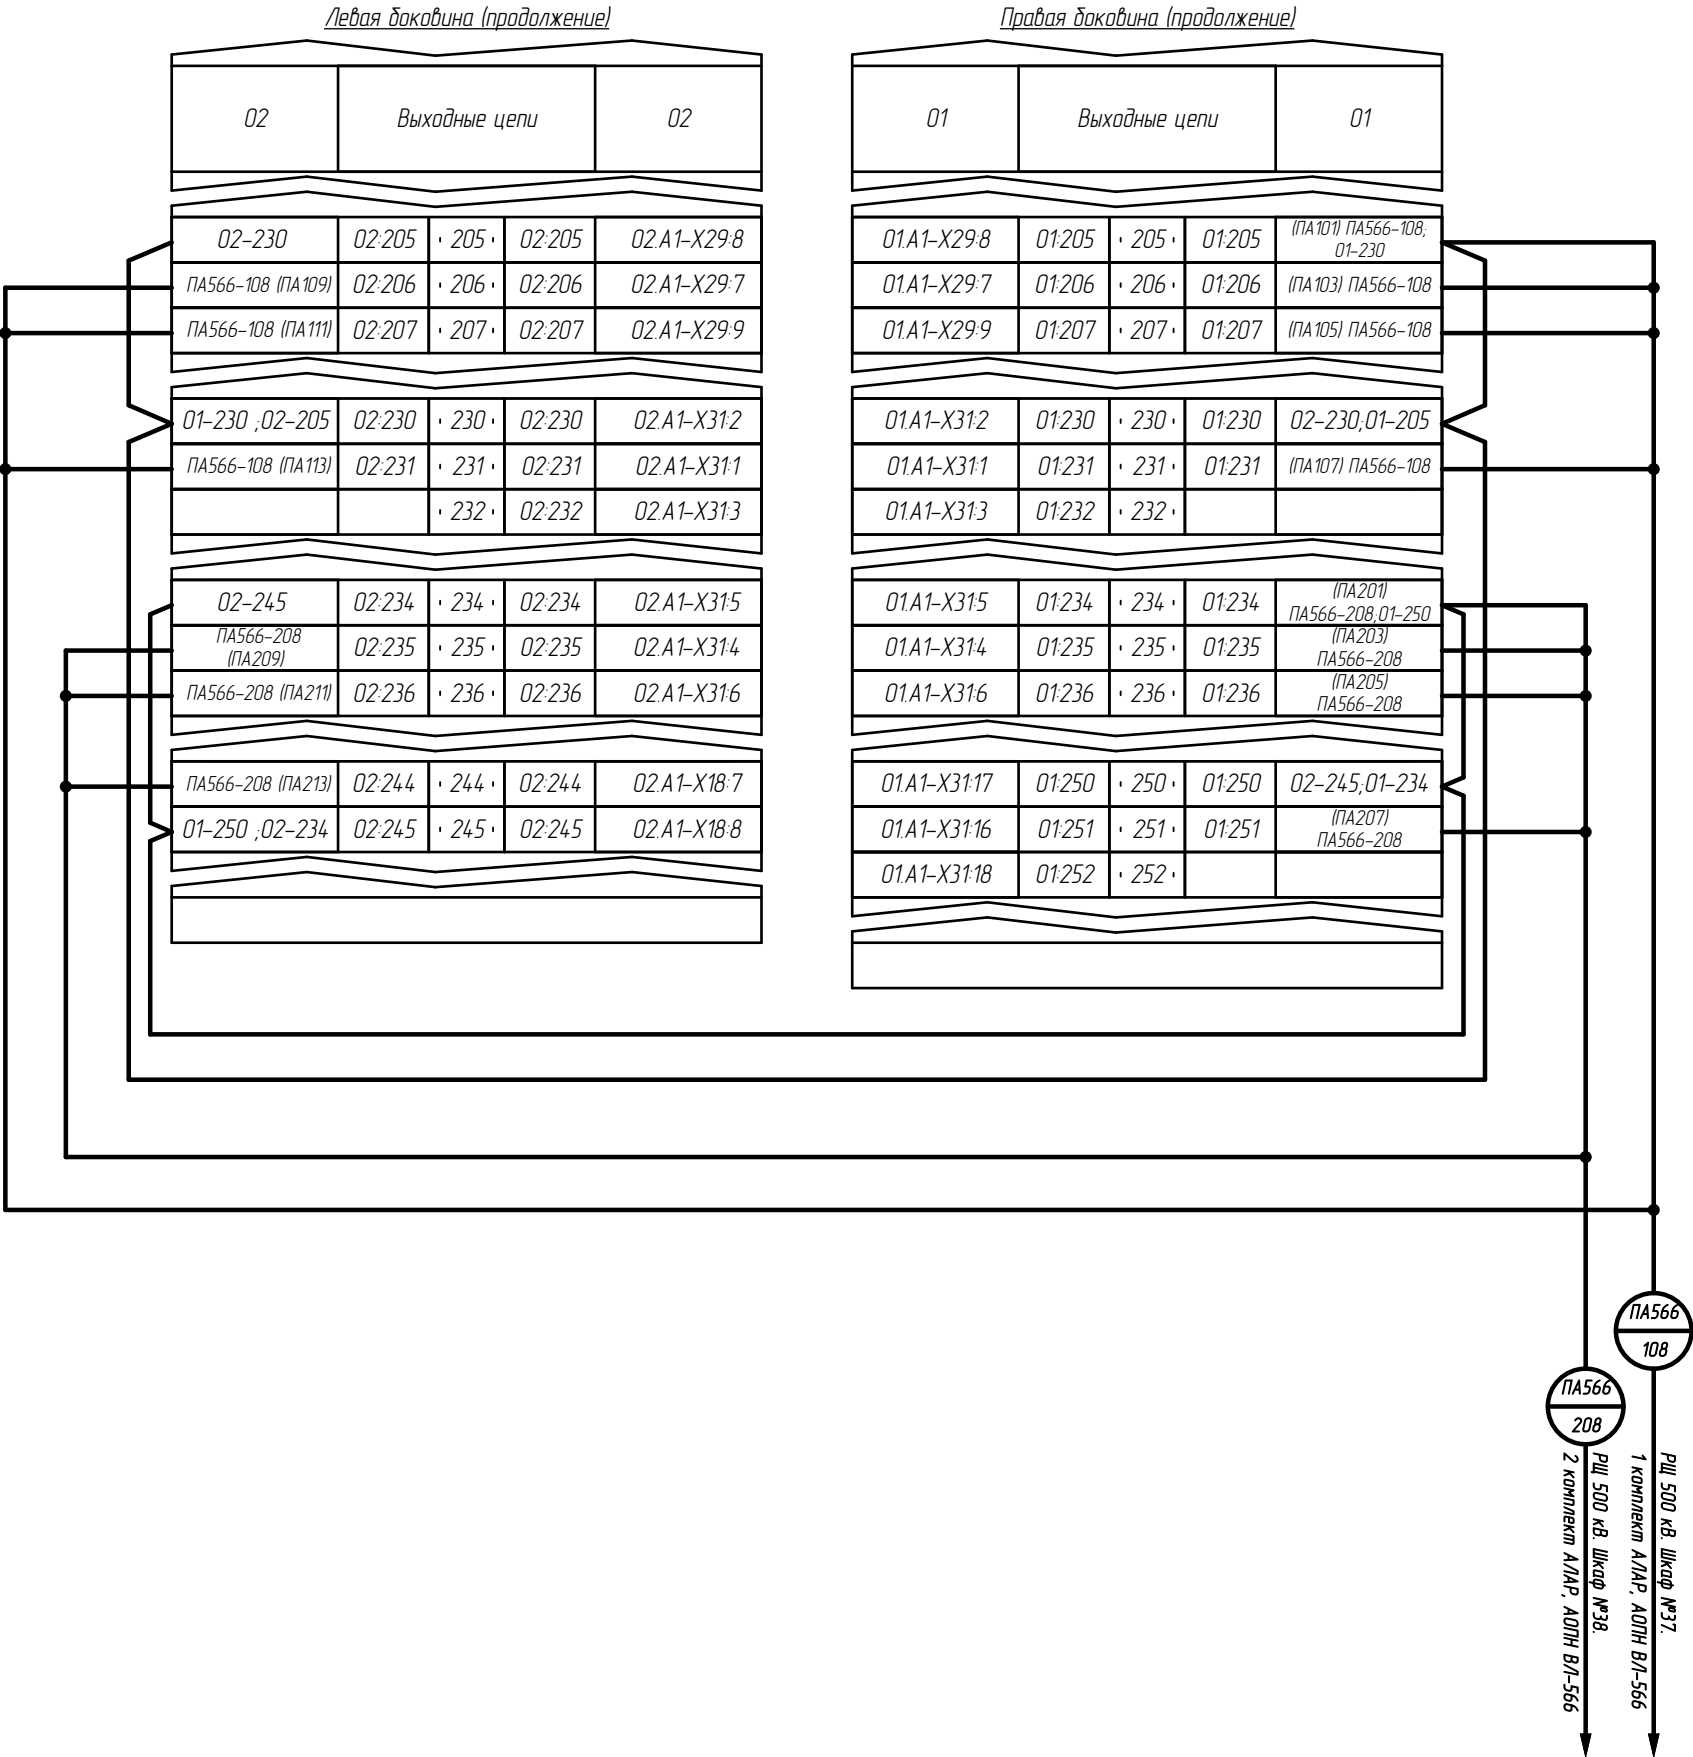 Левая боковина (продолжение)
02 Выходные цепи 02
02-230 02:205 205 02:205 02.A1-X29:8
ПА566-108 (ПА109) 02:206 206 02:206 02.A1-X29:7
ПА566-108 (ПА111) 02:207 207 02:207 02.A1-X29:9
01-230 ;02-205 02:230 230 02:230 02.A1-X31:2
ПА566-108 (ПА113) 02:231 231 02:231 02.A1-X31:1
232 02:232 02.A1-X31:3
02-245 02:234 234 02:234 02.A1-X31:5
ПА566-208
(ПА209) 02:235 235 02:235 02.A1-X31:4
ПА566-208 (ПА211) 02:236 236 02:236 02.A1-X31:6
ПА566-208 (ПА213) 02:244 244 02:244 02.A1-X18:7
01-250 ;02-234 02:245 245 02:245 02.A1-X18:8
Правая боковина (продолжение)
01 Выходные цепи 01
01.A1-X29:8 01:205 205 01:205 (ПА101) ПА566-108;
01-230
01.A1-X29:7 01:206 206 01:206 (ПА103) ПА566-108
01.A1-X29:9 01:207 207 01:207 (ПА105) ПА566-108
01.A1-X31:2 01:230 230 01:230 02-230;01-205
01.A1-X31:1 01:231 231 01:231 (ПА107) ПА566-108
01.A1-X31:3 01:232 232
01.A1-X31:5 01:234 234 01:234 (ПА201)
ПА566-208;01-250
01.A1-X31:4 01:235 235 01:235 (ПА203)
ПА566-208
01.A1-X31:6 01:236 236 01:236 (ПА205)
ПА566-208
01.A1-X31:17 01:250 250 01:250 02-245;01-234
01.A1-X31:16 01:251 251 01:251 (ПА207)
ПА566-208
01.A1-X31:18 01:252 252
ПА566
108
ПА566
208
РЩ 500 кВ. Шкаф №37.
1 комплект АЛАР, АОПН ВЛ-566
РЩ 500 кВ. Шкаф №38.
2 комплект АЛАР, АОПН ВЛ-566